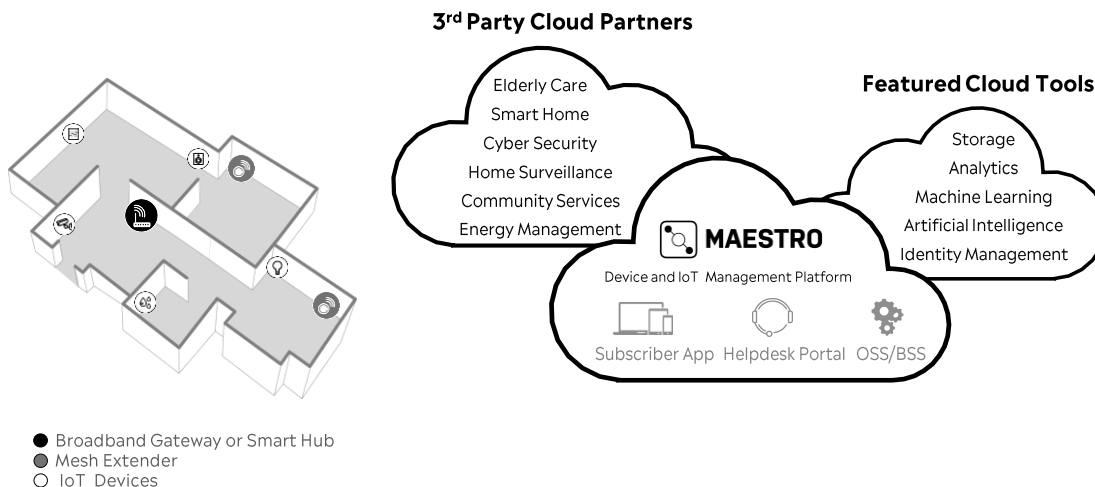 3rd Party Cloud Partners
Elderly Care
Smart Home
Cyber Security
Home Surveillance
Community Services
Energy Management
Featured Cloud Tools
Storage
Analytics
Machine Learning
Artificial Intelligence
Identity Management
MAESTRO
Device and IoT Management Platform
Subscriber App Helpdesk Portal OSS/BSS
Broadband Gateway or Smart Hub
Mesh Extender
IoT Devices